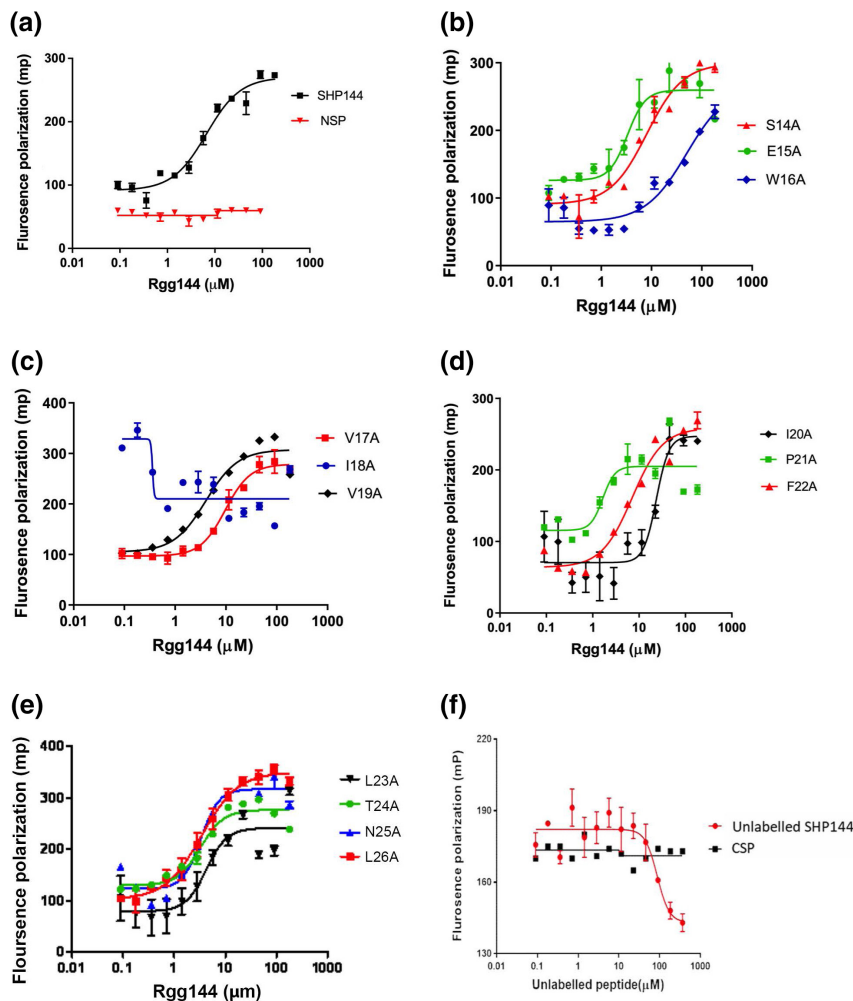 (a)
Flurosence polarization (mp)
300
200
100
0
0.01
0.1
1
10
100
1000
Rgg144 (μM)
SHP144
NSP
(b)
Flurosence polarization (mp)
300
200
100
0
0.01
0.1
1
10
100
1000
Rgg144 (μM)
S14A
E15A
W16A
(c)
Flurosence polarization (mp)
400
300
200
100
0
0.01
0.1
1
10
100
1000
Rgg144 (μM)
V17A
I18A
V19A
(d)
Flurosence polarization (mp)
300
200
100
0
0.01
0.1
1
10
100
1000
Rgg144 (μM)
I20A
P21A
F22A
(e)
Floursence polarization (mp)
400
300
200
100
0
0.01
0.1
1
10
100
1000
Rgg144 (μm)
L23A
T24A
N25A
L26A
(f)
Flurosence polarization (mP)
220
190
160
130
0.01
0.1
1
10
100
1000
Unlabelled peptide(μM)
Unlabelled SHP144
CSP